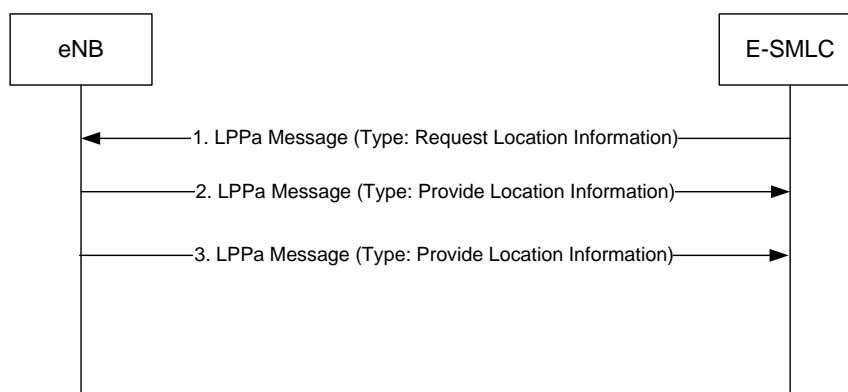 eNB
E-SMLC
1. LPPa Message (Type: Request Location Information)
2. LPPa Message (Type: Provide Location Information)
3. LPPa Message (Type: Provide Location Information)